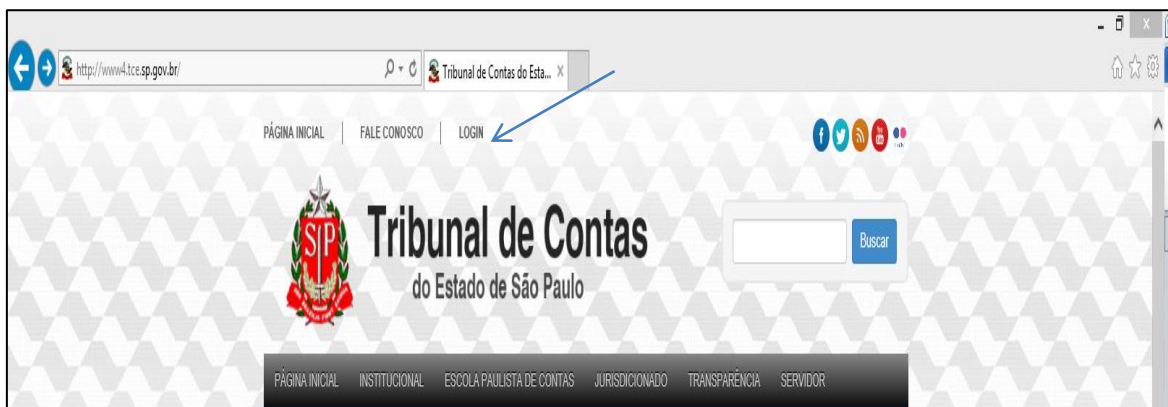 http://www4.tce.sp.gov.br/
Tribunal de Contas do Esta...
PÁGINA INICIAL | FALE CONOSCO | LOGIN
SP
Tribunal de Contas
do Estado de São Paulo
Buscar
PÁGINA INICIAL INSTITUCIONAL ESCOLA PAULISTA DE CONTAS JURISDICIONADO TRANSPARÊNCIA SERVIDOR